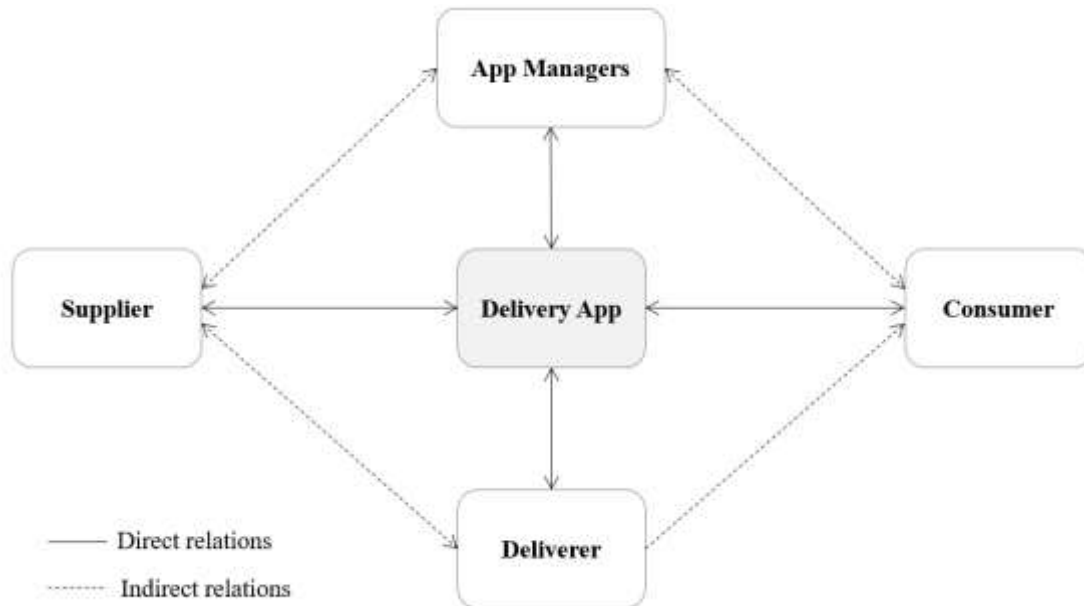 App Managers
Supplier
Delivery App
Consumer
Deliverer
Direct relations
Indirect relations